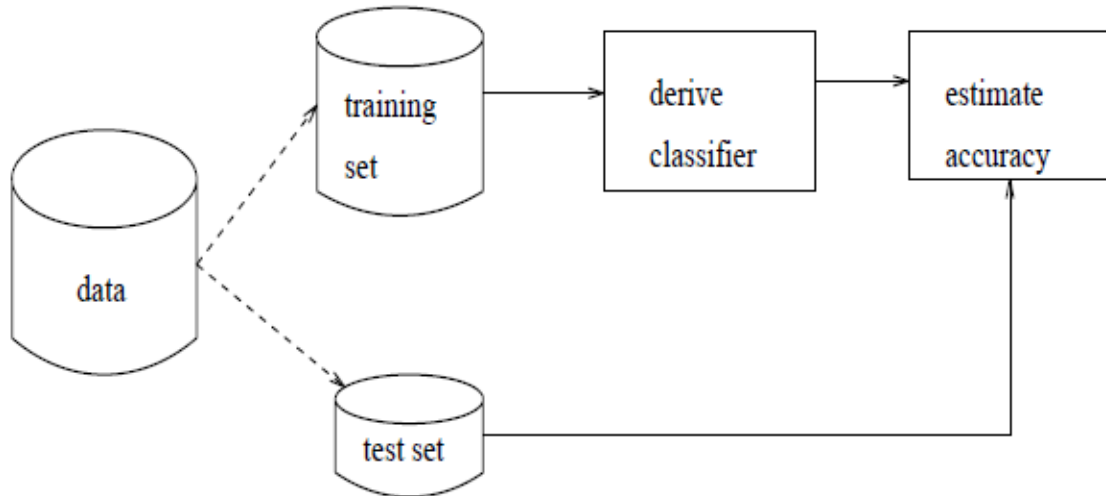 data
training
set
derive
classifier
estimate
accuracy
test set